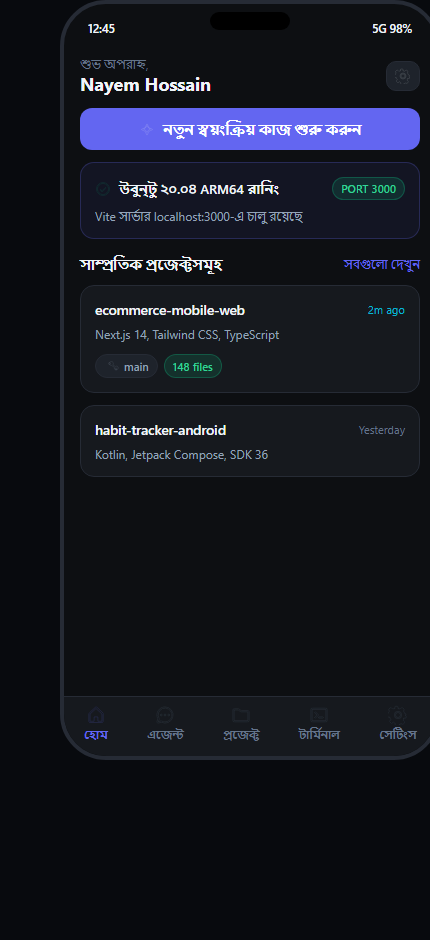 12:45 5G 98%
শুভ অপরাহ্ন,
Nayem Hossain
নতুন স্বয়ংক্রিয় কাজ শুরু করুন
উবুন্টু ২০.০৪ ARM64 রানিং PORT 3000
Vite সার্ভার localhost:3000-এ চালু রয়েছে
সাম্প্রতিক প্রজেক্টসমূহ সবগুলো দেখুন
ecommerce-mobile-web 2m ago
Next.js 14, Tailwind CSS, TypeScript
main 148 files
habit-tracker-android Yesterday
Kotlin, Jetpack Compose, SDK 36
হোম এজেন্ট প্রজেক্ট টার্মিনাল সেটিংস